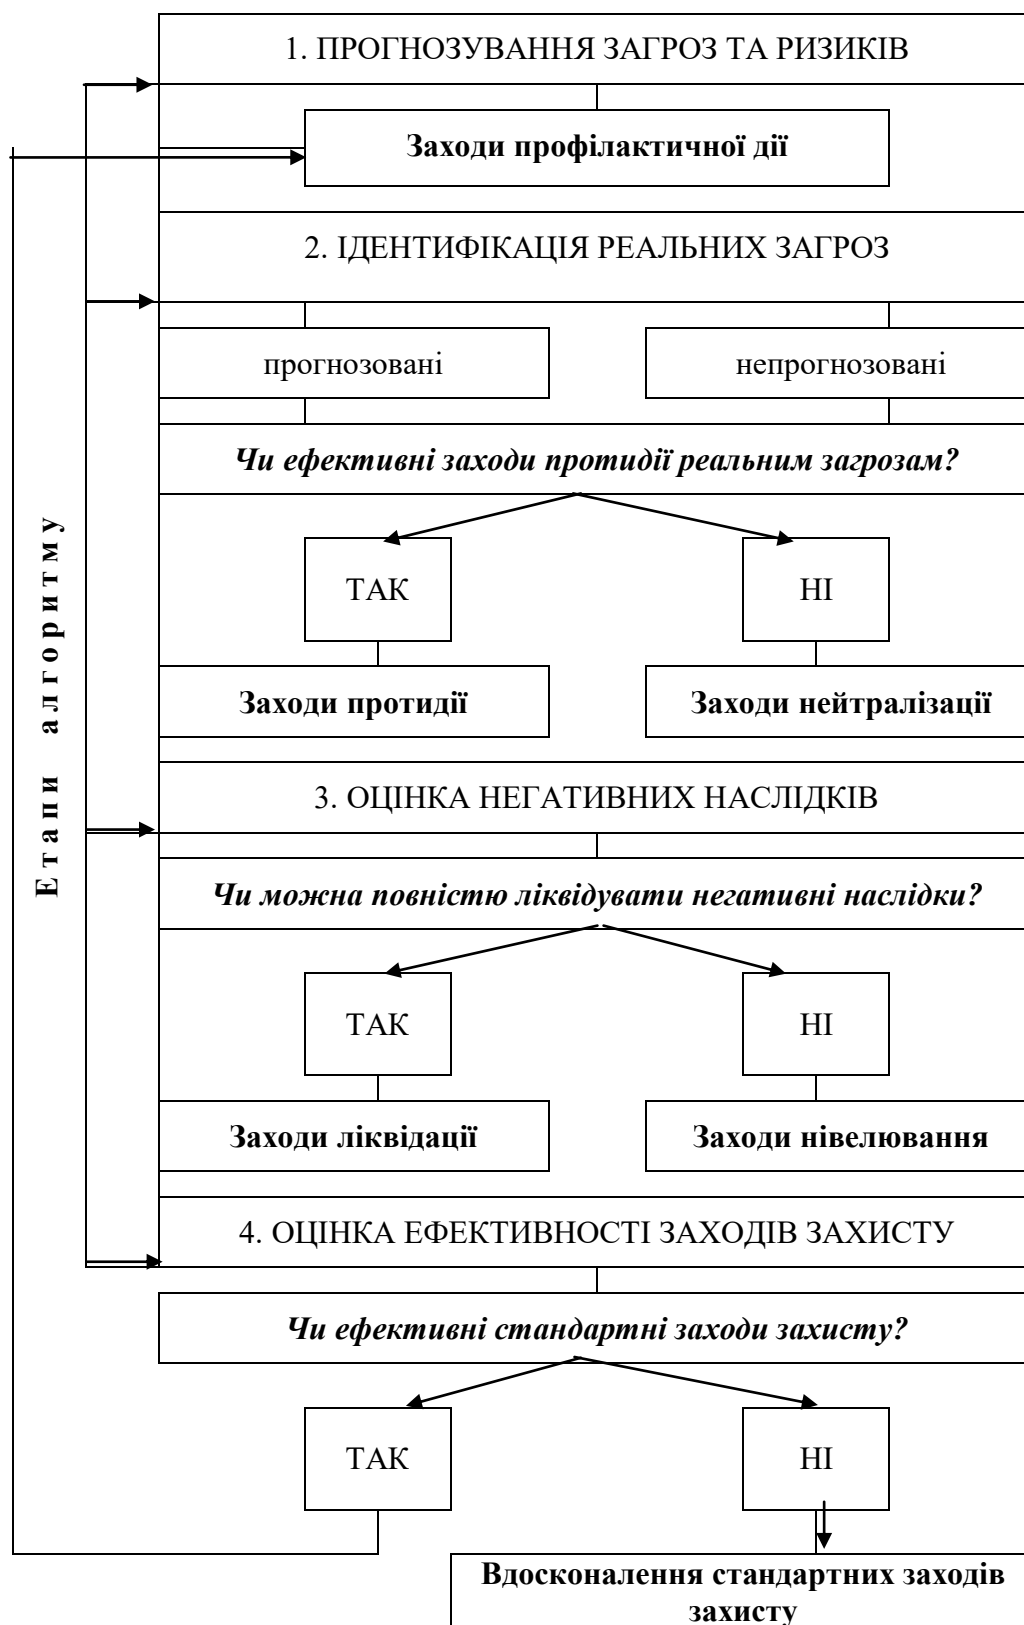 1. ПРОГНОЗУВАННЯ ЗАГРОЗ ТА РИЗИКІВ
Заходи профілактичної дії
2. ІДЕНТИФІКАЦІЯ РЕАЛЬНИХ ЗАГРОЗ
прогнозовані
непрогнозовані
Чи ефективні заходи протидії реальним загрозам?
ТАК
НІ
Заходи протидії
Заходи нейтралізації
Етапи алгоритму
3. ОЦІНКА НЕГАТИВНИХ НАСЛІДКІВ
Чи можна повністю ліквідувати негативні наслідки?
ТАК
НІ
Заходи ліквідації
Заходи нівелювання
4. ОЦІНКА ЕФЕКТИВНОСТІ ЗАХОДІВ ЗАХИСТУ
Чи ефективні стандартні заходи захисту?
ТАК
НІ
Вдосконалення стандартних заходів
захисту